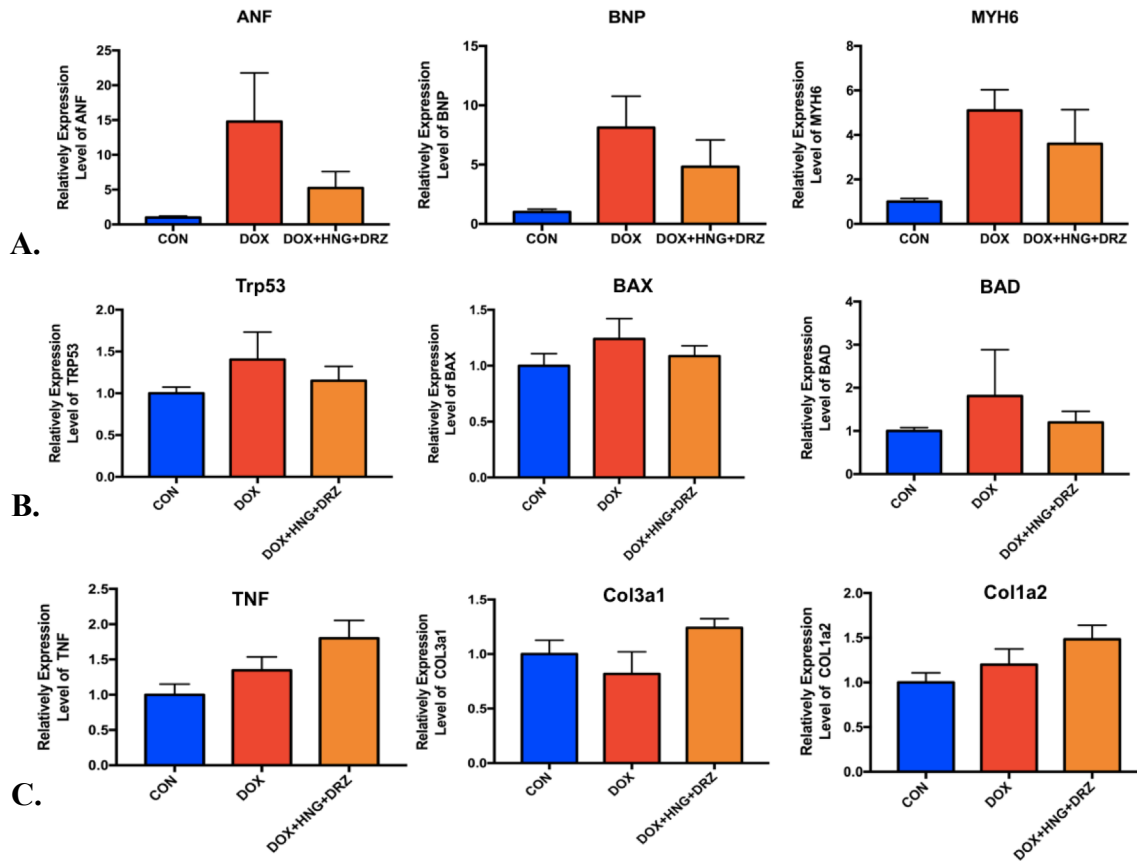 ANF
BNP
MYH6
Relatively Expression
Level of ANF
25
20
15
10
5
0
CON
DOX
DOX+HNG+DRZ
Relatively Expression
Level of BNP
15
10
5
0
CON
DOX
DOX+HNG+DRZ
Relatively Expression
Level of MYH6
8
6
4
2
0
CON
DOX
DOX+HNG+DRZ
A.
Trp53
BAX
BAD
Relatively Expression
Level of TRP53
2.0
1.5
1.0
0.5
0.0
CON
DOX
DOX+HNG+DRZ
Relatively Expression
Level of BAX
1.5
1.0
0.5
0.0
CON
DOX
DOX+HNG+DRZ
Relatively Expression
Level of BAD
4
3
2
1
0
CON
DOX
DOX+HNG+DRZ
B.
TNF
Col3a1
Col1a2
Relatively Expression
Level of TNF
2.5
2.0
1.5
1.0
0.5
0.0
CON
DOX
DOX+HNG+DRZ
Relatively Expression
Level of COL3a1
1.5
1.0
0.5
0.0
CON
DOX
DOX+HNG+DRZ
Relatively Expression
Level of COL1a2
2.0
1.5
1.0
0.5
0.0
CON
DOX
DOX+HNG+DRZ
C.